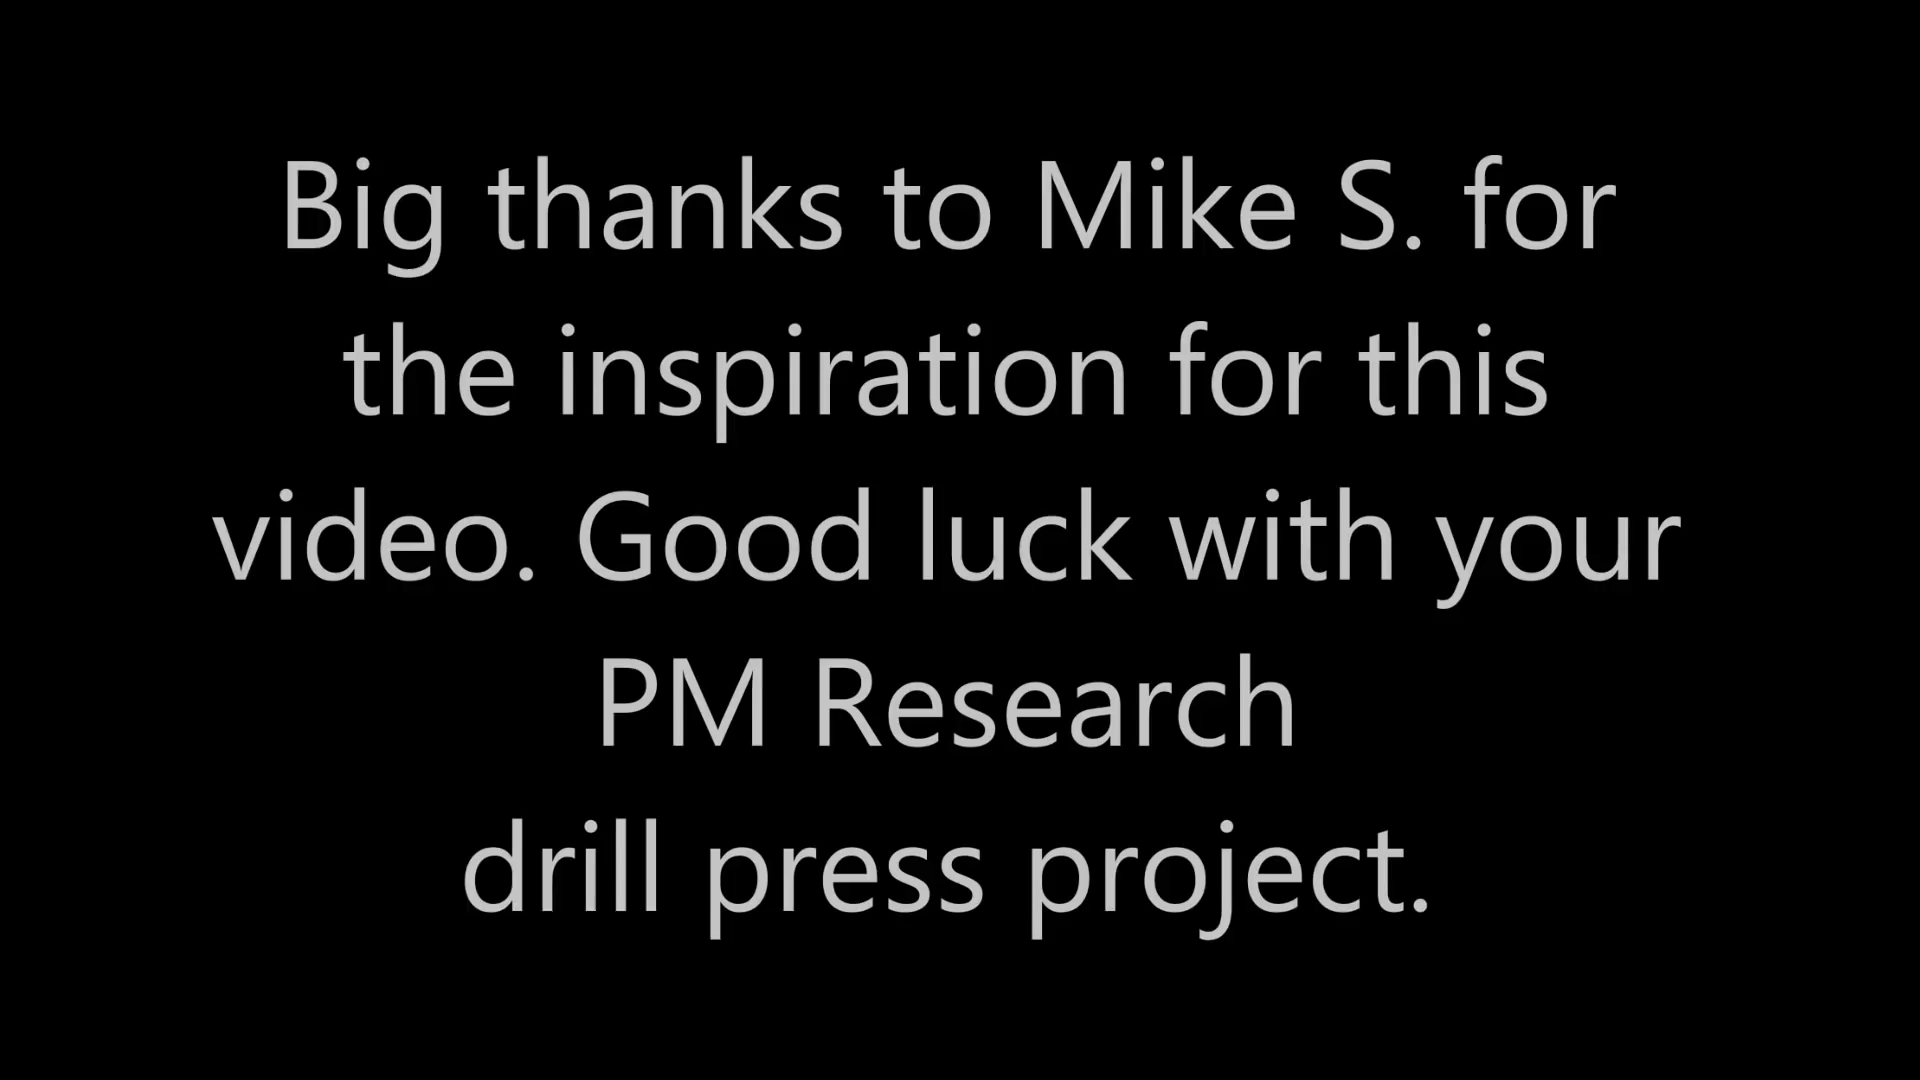 Big thanks to Mike S. for
the inspiration for this
video. Good luck with your
PM Research
drill press project.